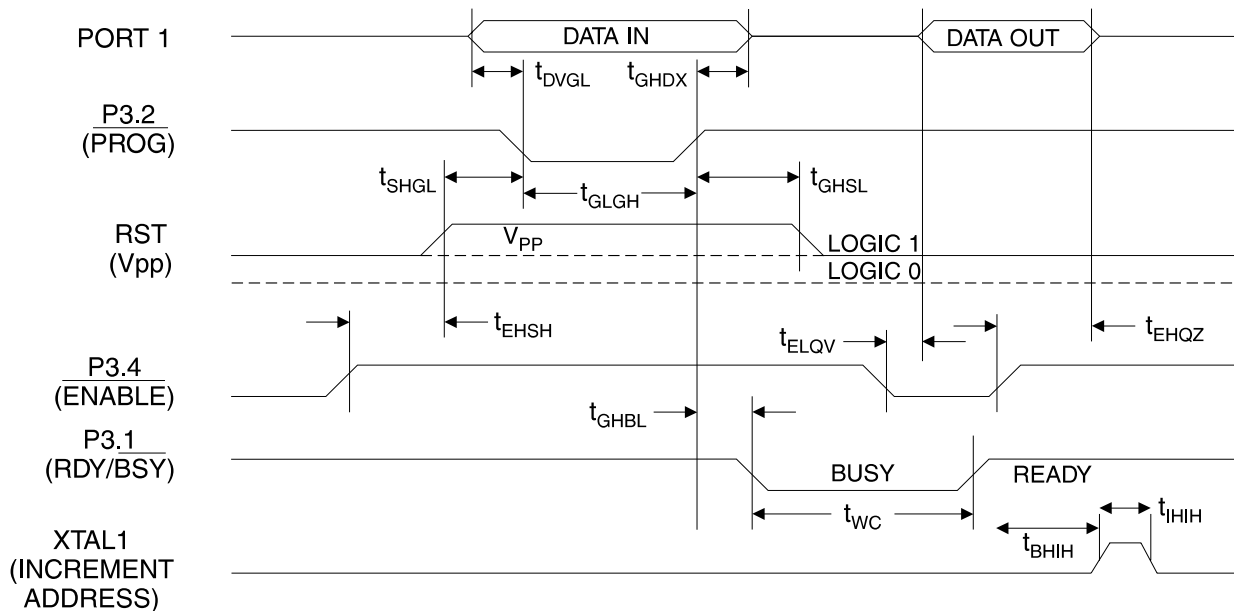 PORT 1
DATA IN
DATA OUT
tDVGL
tGHDX
P3.2
(PROG)
tSHGL
tGLGH
tGHSL
RST
(Vpp)
VPP
LOGIC 1
LOGIC 0
tEHSH
tELQV
tEHQZ
P3.4
(ENABLE)
tGHBL
P3.1
(RDY/BSY)
BUSY
READY
tWC
tIHIH
tBHIH
XTAL1
(INCREMENT
ADDRESS)